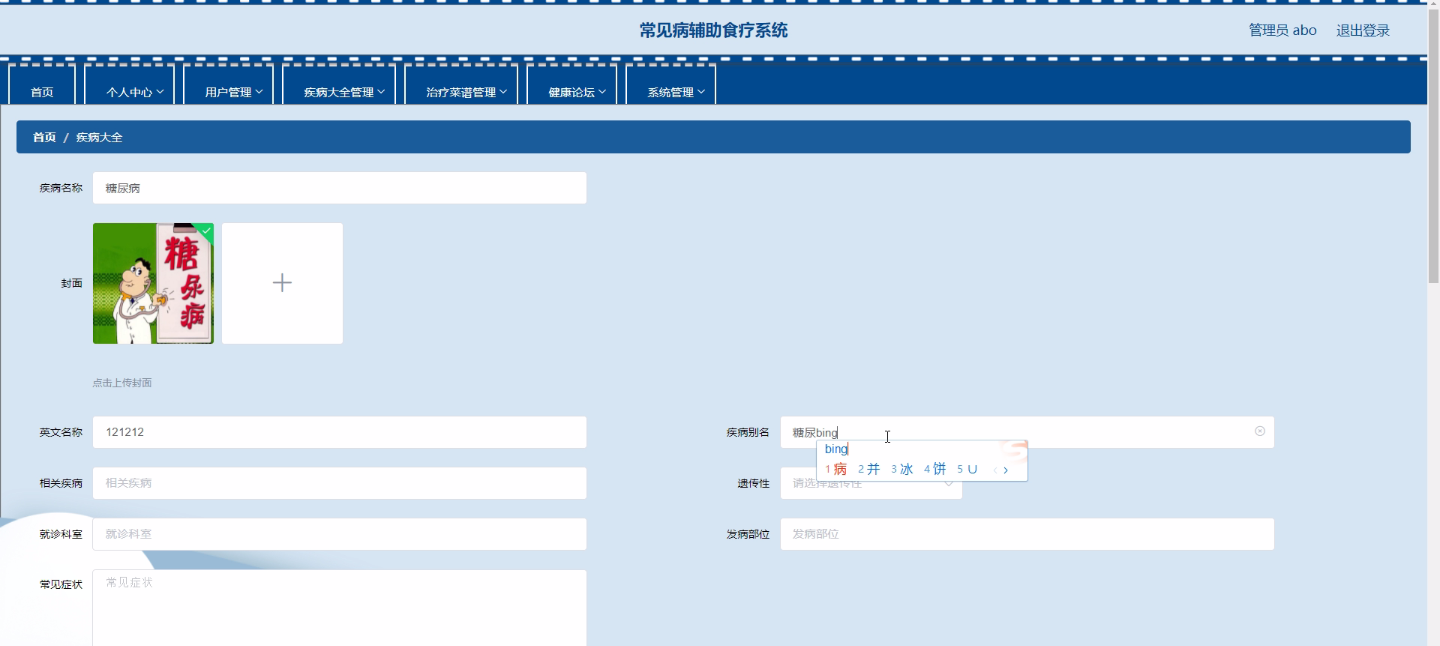 常见病辅助食疗系统
管理员 abo 退出登录
首页 个人中心 用户管理 疾病大全管理 治疗菜谱管理 健康论坛 系统管理
首页 / 疾病大全
疾病名称 糖尿病
封面
糖尿病
点击上传封面
英文名称 121212
疾病别名 糖尿bing
bing
1病 2并 3冰 4饼 5U
相关疾病 相关疾病
遗传性 请选择遗传性
就诊科室 就诊科室
发病部位 发病部位
常见症状 常见症状